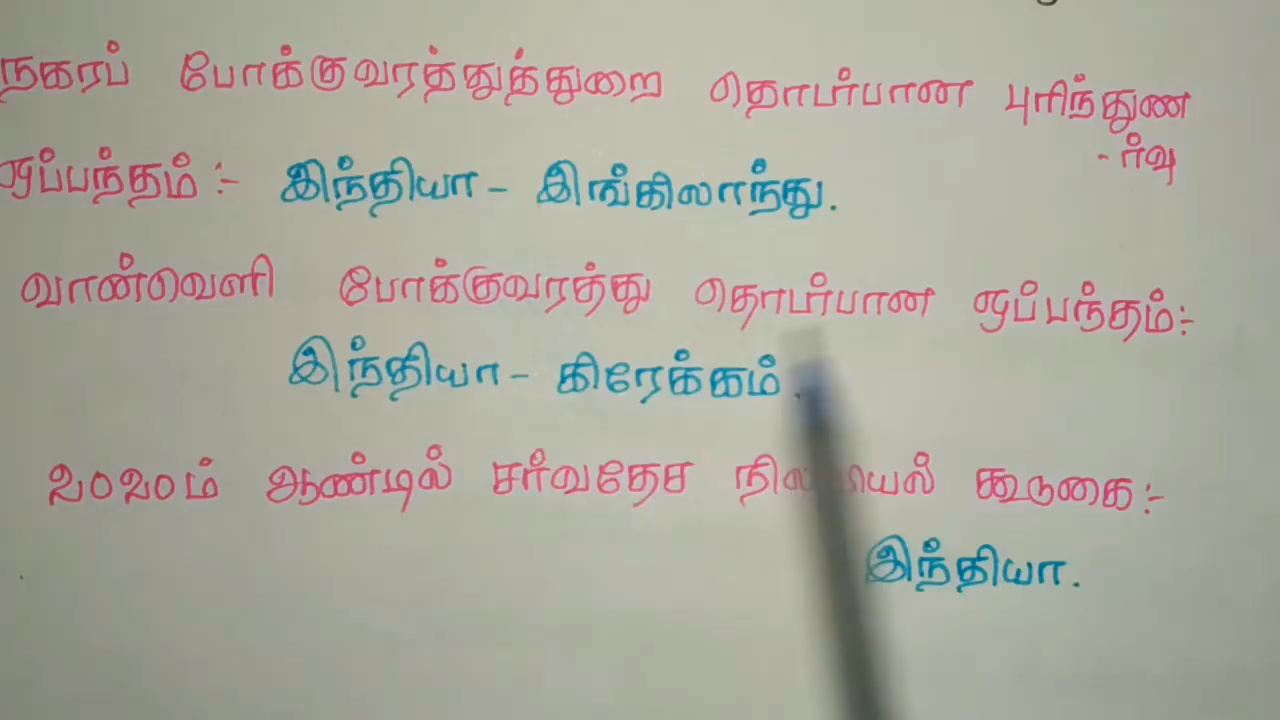 நகரப் போக்குவரத்துத்துறை தொடர்பான புரிந்துண
-ர்வு
ஒப்பந்தம் :- இந்தியா - இங்கிலாந்து.
வான்வெளி போக்குவரத்து தொடர்பான ஒப்பந்தம்:-
இந்தியா - கிரேக்கம்.
2020ம் ஆண்டில் சர்வதேச கூடுகை:-
இந்தியா.